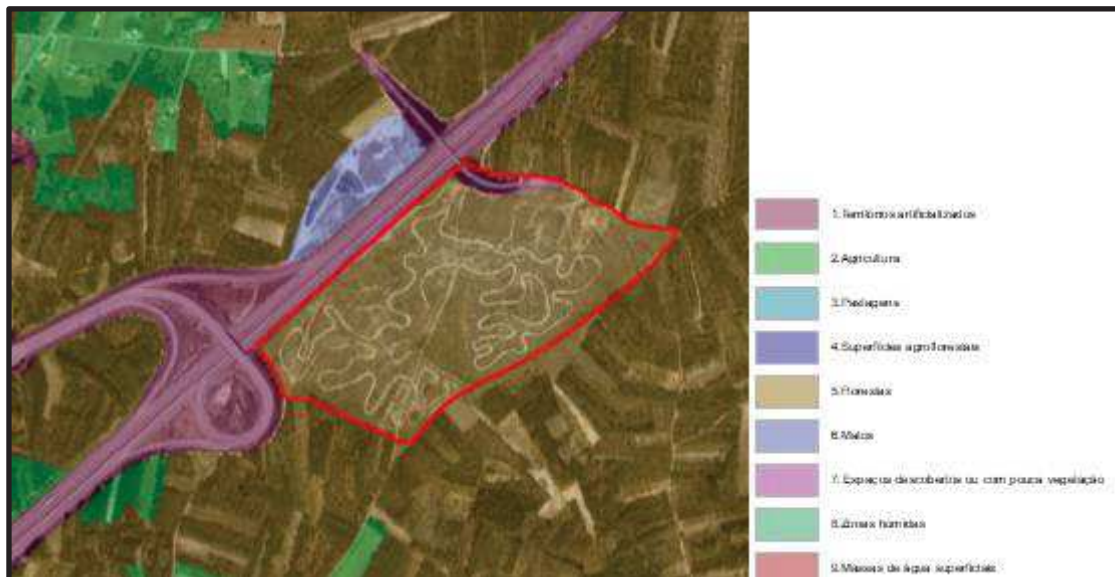 1.Territórios artificializados
2.Agricultura
3.Pastagens
4.Superfícies agroflorestais
5.Florestas
6.Matos
7.Espaços descobertos ou com pouca vegetação
8.Zonas húmidas
9.Massas de água superficiais